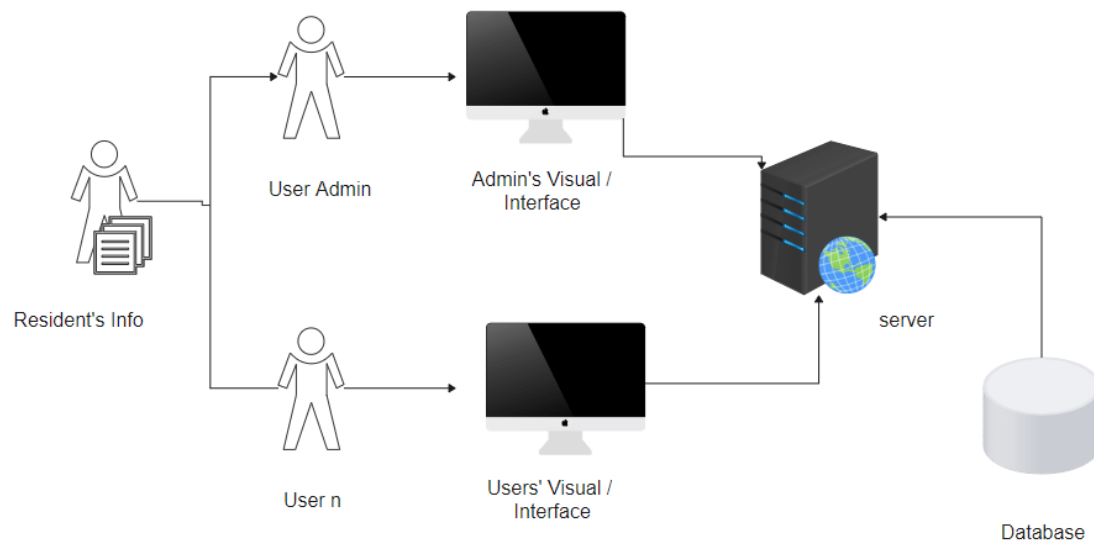 User Admin
Admin's Visual /
Interface
Resident's Info
server
User n
Users' Visual /
Interface
Database